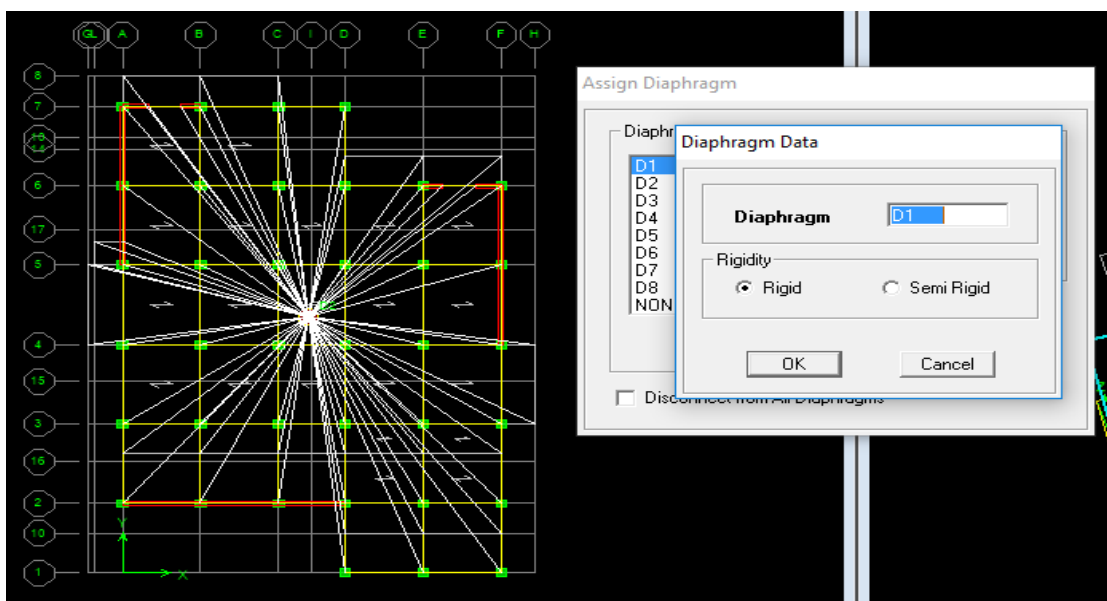 GL A B C I D E F H
8
7
13
14
6
17
5
4
15
3
16
2
10
1
Y
X
Assign Diaphragm
Diaphr
D1
D2
D3
D4
D5
D6
D7
D8
NON
Disconnect from All Diaphragms
Diaphragm Data
Diaphragm D1
Rigidity
Rigid Semi Rigid
OK Cancel